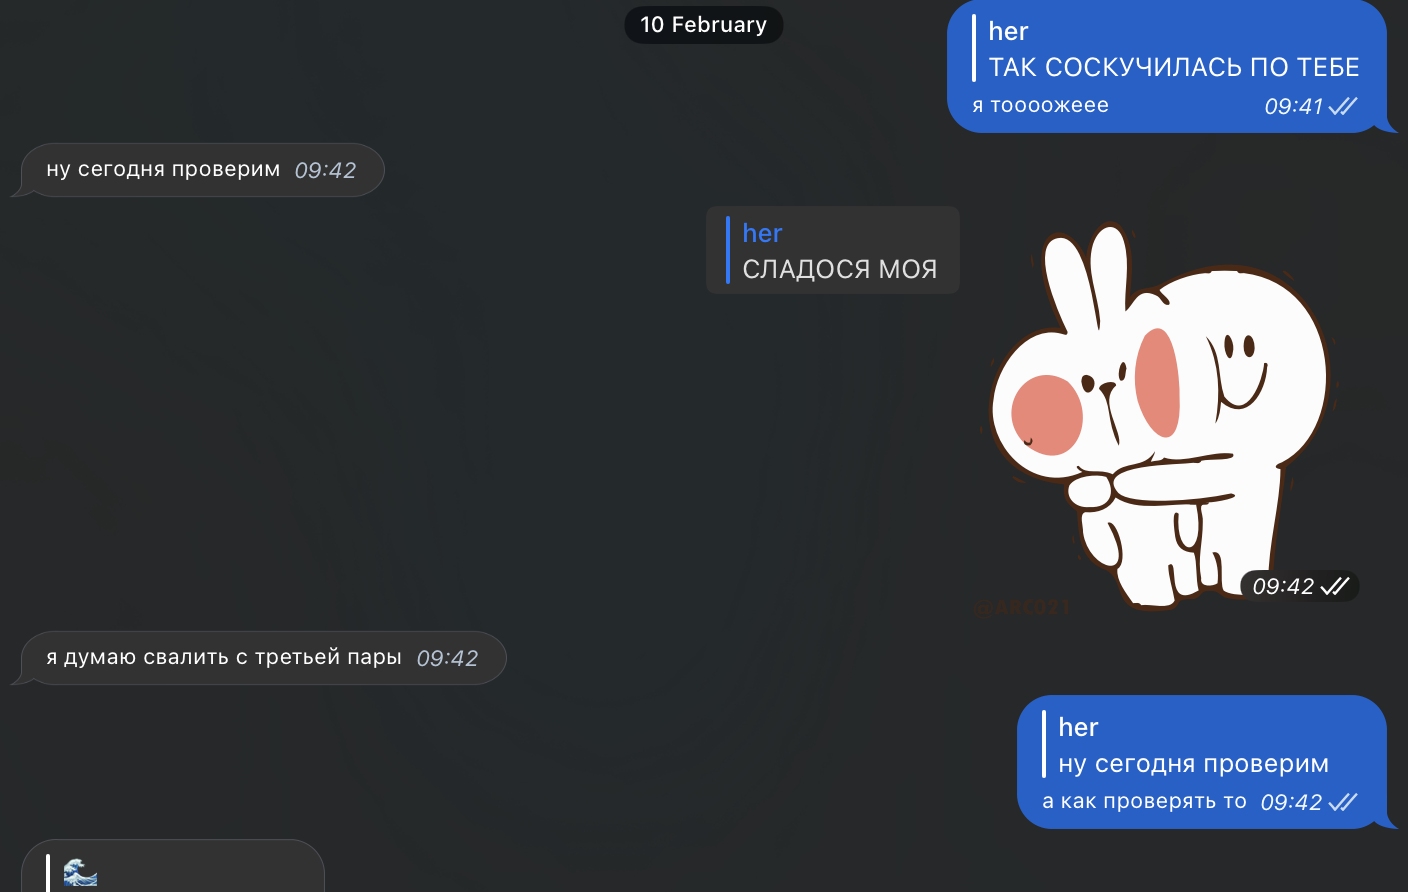 10 February
her
ТАК СОСКУЧИЛАСЬ ПО ТЕБЕ
я тоооожеее 09:41
ну сегодня проверим 09:42
her
СЛАДОСЯ МОЯ
@ARC021
09:42
я думаю свалить с третьей пары 09:42
her
ну сегодня проверим
а как проверять то 09:42